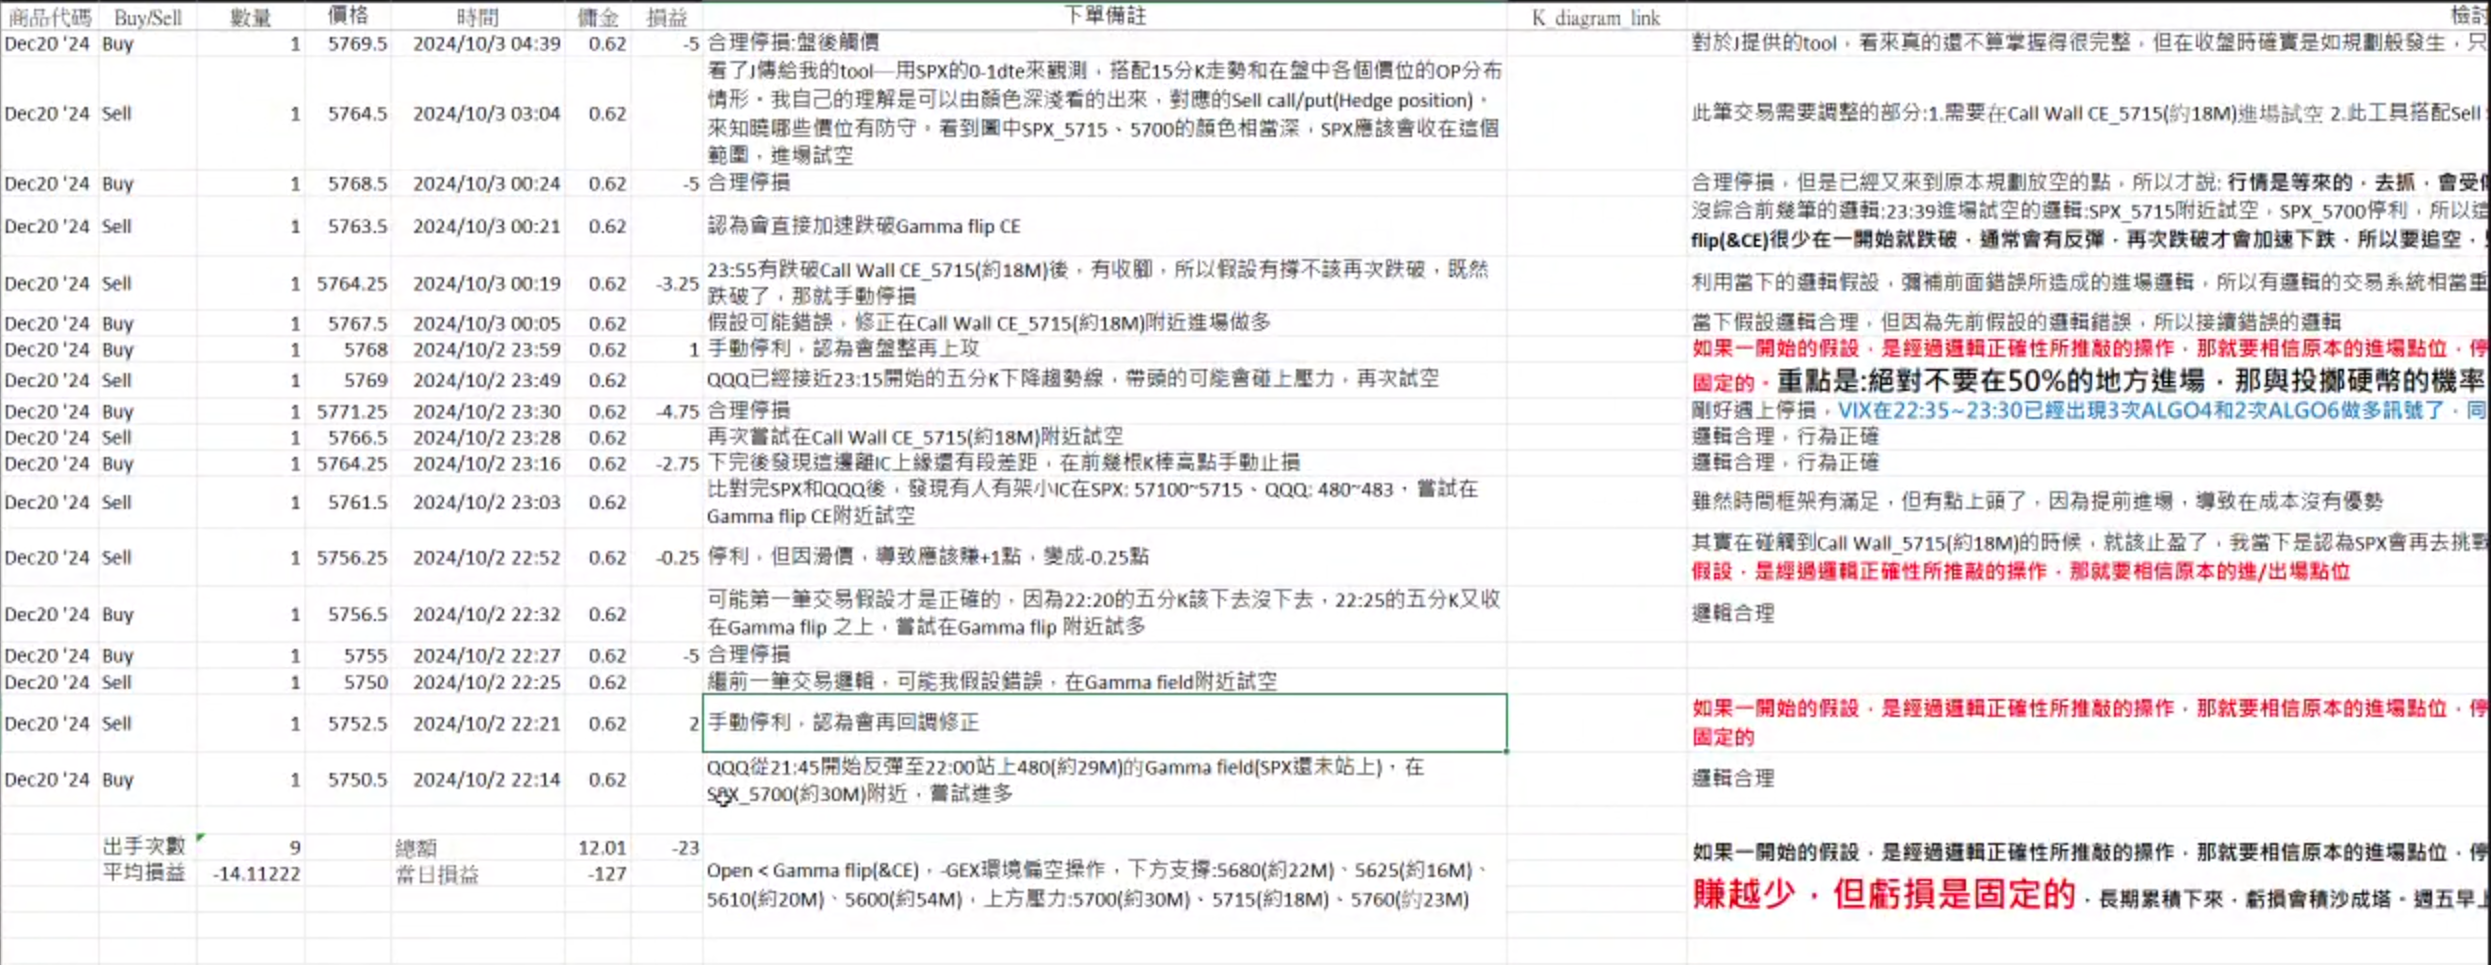 商品代碼 Buy/Sell 數量 價格 時間 傭金 損益 下單備註 K_diagram_link 檢討
Dec20 '24 Buy 1 5769.5 2024/10/3 04:39 0.62 -5 合理停損:盤後觸價 對於J提供的tool，看來真的還不算掌握得很完整，但在收盤時確實是如規劃般發生，只
Dec20 '24 Sell 1 5764.5 2024/10/3 03:04 0.62 看了J傳給我的tool—用SPX的0-1dte來觀測，搭配15分K走勢和在盤中各個價位的OP分布
情形。我自己的理解是可以由顏色深淺看的出來，對應的Sell call/put(Hedge position)，
來知曉哪些價位有防守。看到圖中SPX_5715、5700的顏色相當深，SPX應該會收在這個
範圍，進場試空
此筆交易需要調整的部分:1.需要在Call Wall CE_5715(約18M)進場試空 2.此工具搭配Sell
Dec20 '24 Buy 1 5768.5 2024/10/3 00:24 0.62 -5 合理停損 合理停損，但是已經又來到原本規劃放空的點，所以才說: 行情是等來的，去抓，會受
Dec20 '24 Sell 1 5763.5 2024/10/3 00:21 0.62 認為會直接加速跌破Gamma flip CE
沒綜合前幾筆的邏輯:23:39進場試空的邏輯:SPX_5715附近試空，SPX_5700停利，所以這
flip(&CE)很少在一開始就跌破，通常會有反彈，再次跌破才會加速下跌，所以要追空，
Dec20 '24 Sell 1 5764.25 2024/10/3 00:19 0.62 -3.25 23:55有跌破Call Wall CE_5715(約18M)後，有收腳，所以假設有撐不該再次跌破，既然
跌破了，那就手動停損
利用當下的邏輯假設，彌補前面錯誤所造成的進場邏輯，所以有邏輯的交易系統相當重
Dec20 '24 Buy 1 5767.5 2024/10/3 00:05 0.62 假設可能錯誤，修正在Call Wall CE_5715(約18M)附近進場做多 當下假設邏輯合理，但因為先前假設的邏輯錯誤，所以接續錯誤的邏輯
Dec20 '24 Buy 1 5768 2024/10/2 23:59 0.62 1 手動停利，認為會盤整再上攻 如果一開始的假設，是經過邏輯正確性所推敲的操作，那就要相信原本的進場點位，停
Dec20 '24 Sell 1 5769 2024/10/2 23:49 0.62 QQQ已經接近23:15開始的五分K下降趨勢線，帶頭的可能會碰上壓力，再次試空 固定的。重點是:絕對不要在50%的地方進場，那與投擲硬幣的機率
Dec20 '24 Buy 1 5771.25 2024/10/2 23:30 0.62 -4.75 合理停損 剛好遇上停損，VIX在22:35~23:30已經出現3次ALGO4和2次ALGO6做多訊號了，同
Dec20 '24 Sell 1 5766.5 2024/10/2 23:28 0.62 再次嘗試在Call Wall CE_5715(約18M)附近試空 邏輯合理，行為正確
Dec20 '24 Buy 1 5764.25 2024/10/2 23:16 0.62 -2.75 下完後發現這邊離IC上緣還有段差距，在前幾根K棒高點手動止損 邏輯合理，行為正確
Dec20 '24 Sell 1 5761.5 2024/10/2 23:03 0.62 比對完SPX和QQQ後，發現有人有架小IC在SPX: 57100~5715、QQQ: 480~483，嘗試在
Gamma flip CE附近試空
雖然時間框架有滿足，但有點上頭了，因為提前進場，導致在成本沒有優勢
Dec20 '24 Sell 1 5756.25 2024/10/2 22:52 0.62 -0.25 停利，但因滑價，導致應該賺+1點，變成-0.25點
其實在碰觸到Call Wall_5715(約18M)的時候，就該止盈了，我當下是認為SPX會再去挑戰
假設，是經過邏輯正確性所推敲的操作，那就要相信原本的進/出場點位
Dec20 '24 Buy 1 5756.5 2024/10/2 22:32 0.62 可能第一筆交易假設才是正確的，因為22:20的五分K該下去沒下去，22:25的五分K又收
在Gamma flip 之上，嘗試在Gamma flip 附近試多
邏輯合理
Dec20 '24 Buy 1 5755 2024/10/2 22:27 0.62 -5 合理停損
Dec20 '24 Sell 1 5750 2024/10/2 22:25 0.62 繼前一筆交易邏輯，可能我假設錯誤，在Gamma field附近試空
Dec20 '24 Sell 1 5752.5 2024/10/2 22:21 0.62 2 手動停利，認為會再回調修正
如果一開始的假設，是經過邏輯正確性所推敲的操作，那就要相信原本的進場點位，停
固定的
Dec20 '24 Buy 1 5750.5 2024/10/2 22:14 0.62 QQQ從21:45開始反彈至22:00站上480(約29M)的Gamma field(SPX還未站上)，在
SPX_5700(約30M)附近，嘗試進多
邏輯合理
出手次數 9 總額 12.01 -23
平均損益 -14.11222 當日損益 -127
Open < Gamma flip(&CE)，-GEX環境偏空操作，下方支撐:5680(約22M)、5625(約16M)、
5610(約20M)、5600(約54M)，上方壓力:5700(約30M)、5715(約18M)、5760(約23M)
如果一開始的假設，是經過邏輯正確性所推敲的操作，那就要相信原本的進場點位，停
賺越少，但虧損是固定的，長期累積下來，虧損會積沙成塔。週五早上